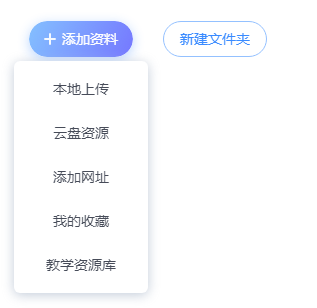 + 添加资料 新建文件夹
本地上传
云盘资源
添加网址
我的收藏
教学资源库